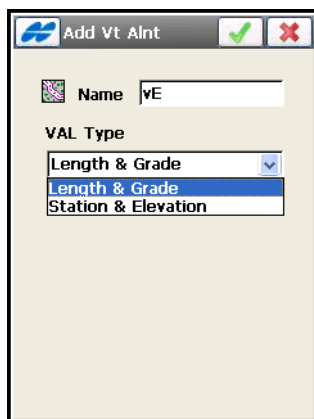 Add Vt Alnt
Name vE
VAL Type
Length & Grade
Length & Grade
Station & Elevation